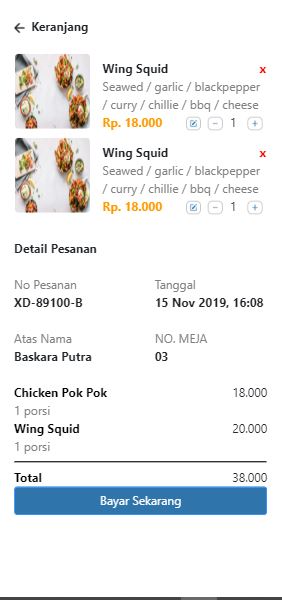 Keranjang
Wing Squid x
Seawed / garlic / blackpepper
/ curry / chillie / bbq / cheese
Rp. 18.000 - 1 +
Wing Squid x
Seawed / garlic / blackpepper
/ curry / chillie / bbq / cheese
Rp. 18.000 - 1 +
Detail Pesanan
No Pesanan Tanggal
XD-89100-B 15 Nov 2019, 16:08
Atas Nama NO. MEJA
Baskara Putra 03
Chicken Pok Pok 18.000
1 porsi
Wing Squid 20.000
1 porsi
Total 38.000
Bayar Sekarang